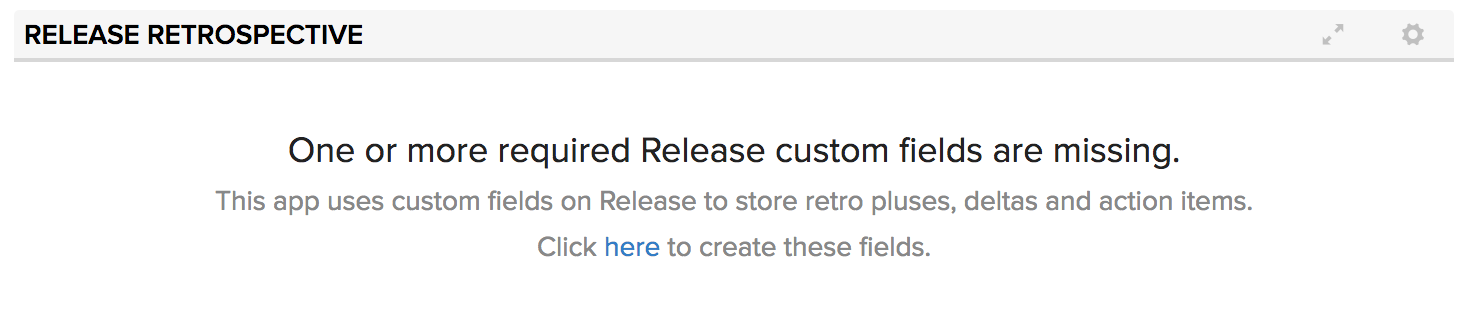 RELEASE RETROSPECTIVE
One or more required Release custom fields are missing.
This app uses custom fields on Release to store retro pluses, deltas and action items.
Click here to create these fields.